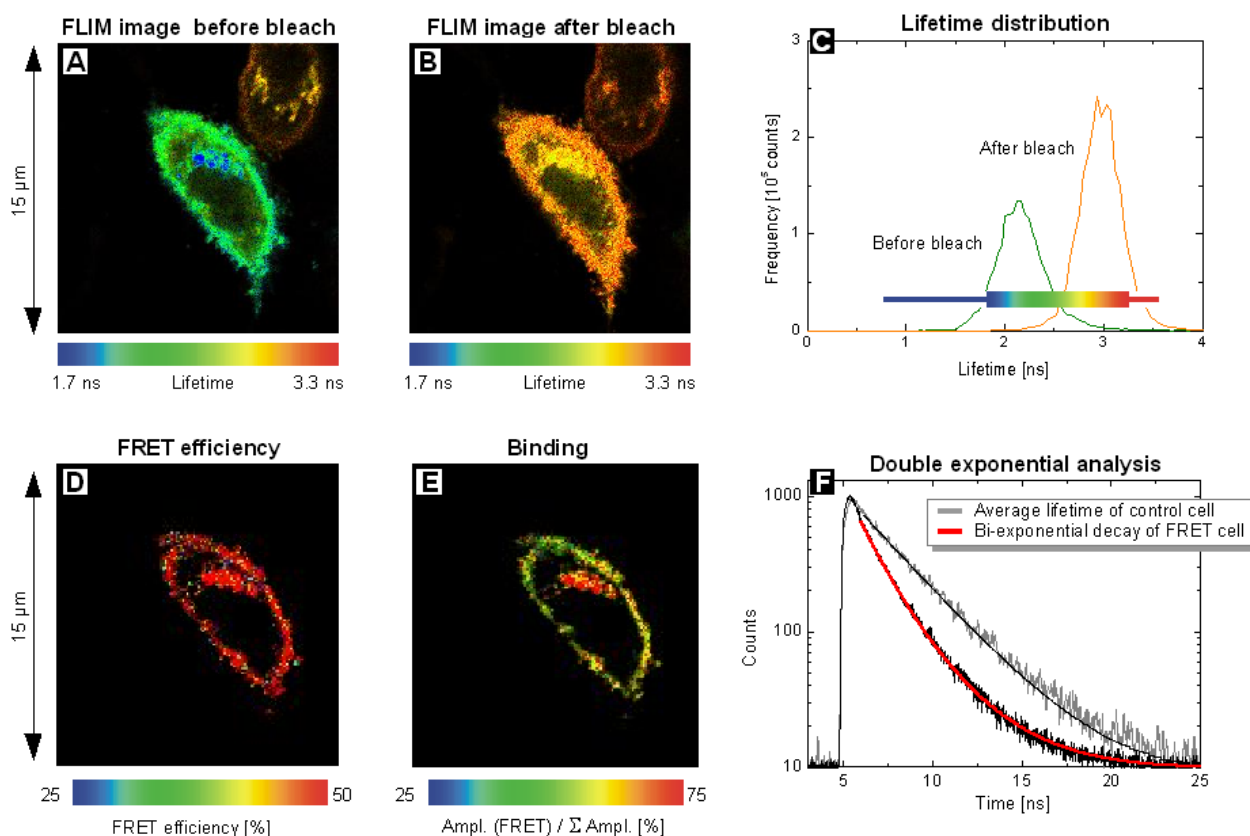 FLIM image before bleach
A
15 µm
1.7 ns Lifetime 3.3 ns
FLIM image after bleach
B
1.7 ns Lifetime 3.3 ns
Lifetime distribution
C
Frequency [10⁵ counts]
3
2
1
0
After bleach
Before bleach
0 1 2 3 4
Lifetime [ns]
FRET efficiency
D
15 µm
25 50
FRET efficiency [%]
Binding
E
25 75
Ampl. (FRET) / Σ Ampl. [%]
Double exponential analysis
F
Average lifetime of control cell
Bi-exponential decay of FRET cell
Counts
1000
100
10
5 10 15 20 25
Time [ns]